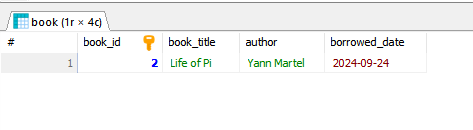 book (1r × 4c)
# book_id book_title author borrowed_date
1 2 Life of Pi Yann Martel 2024-09-24